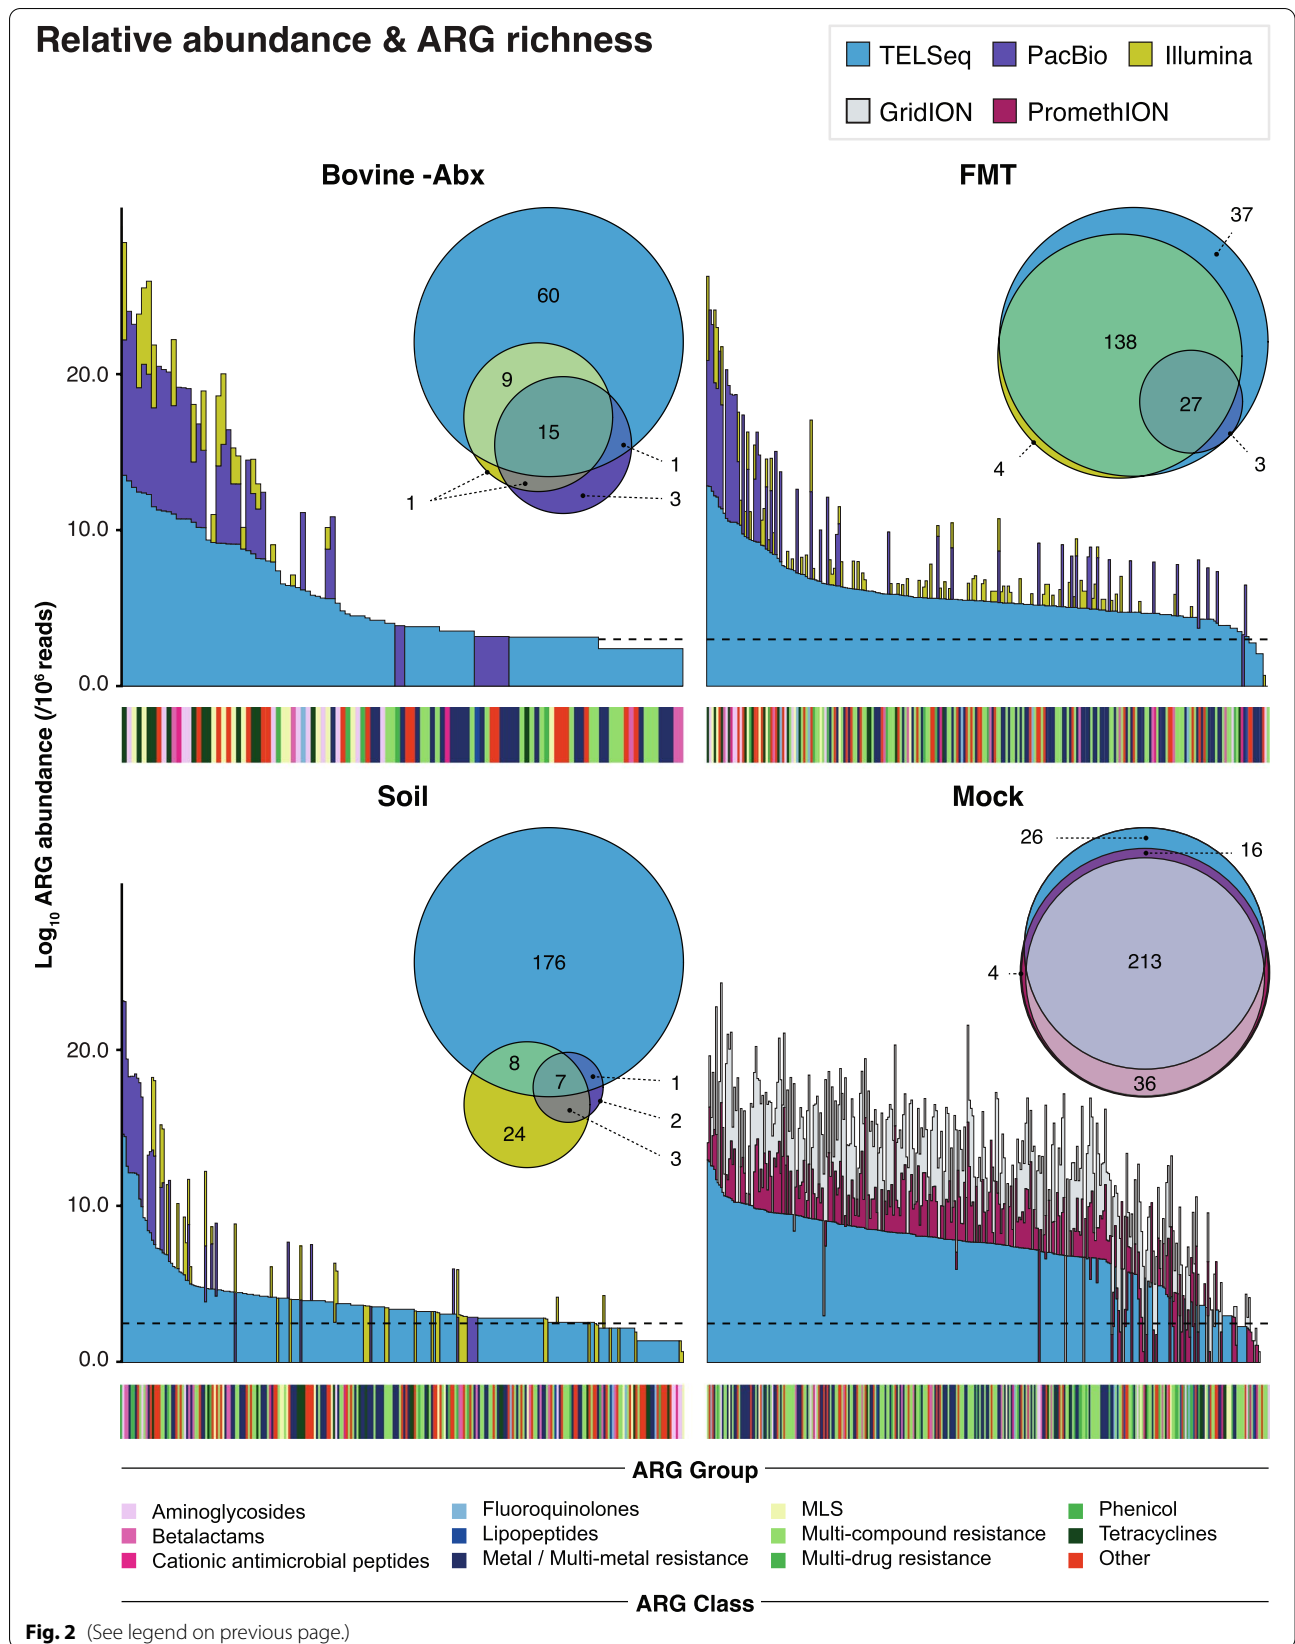 Relative abundance & ARG richness
TELSeq PacBio Illumina
GridION PromethION
Bovine -Abx
FMT
Log10 ARG abundance (/10⁶ reads)
20.0
10.0
0.0
60
9
15
1
3
1
37
138
27
4
3
Soil
Mock
20.0
10.0
0.0
176
8
7
1
2
24
3
26
16
4
213
36
ARG Group
Aminoglycosides
Betalactams
Cationic antimicrobial peptides
Fluoroquinolones
Lipopeptides
Metal / Multi-metal resistance
MLS
Multi-compound resistance
Multi-drug resistance
Phenicol
Tetracyclines
Other
ARG Class
Fig. 2 (See legend on previous page.)